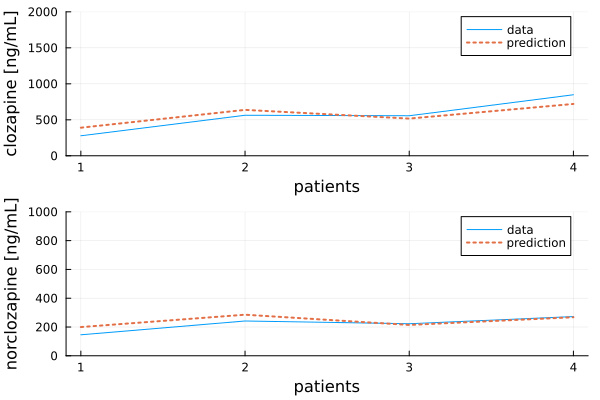 clozapine [ng/mL]
2000
1500
1000
500
0
data
prediction
1 2 3 4
patients
norclozapine [ng/mL]
1000
800
600
400
200
0
data
prediction
1 2 3 4
patients